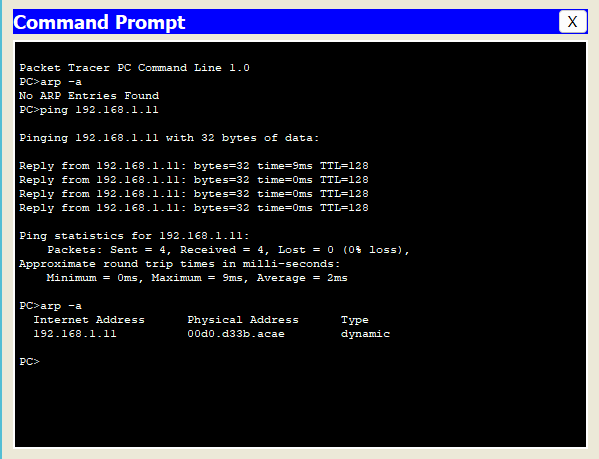 Command Prompt
X
Packet Tracer PC Command Line 1.0
PC>arp -a
No ARP Entries Found
PC>ping 192.168.1.11
Pinging 192.168.1.11 with 32 bytes of data:
Reply from 192.168.1.11: bytes=32 time=9ms TTL=128
Reply from 192.168.1.11: bytes=32 time=0ms TTL=128
Reply from 192.168.1.11: bytes=32 time=0ms TTL=128
Reply from 192.168.1.11: bytes=32 time=0ms TTL=128
Ping statistics for 192.168.1.11:
Packets: Sent = 4, Received = 4, Lost = 0 (0% loss),
Approximate round trip times in milli-seconds:
Minimum = 0ms, Maximum = 9ms, Average = 2ms
PC>arp -a
Internet Address Physical Address Type
192.168.1.11 00d0.d33b.acae dynamic
PC>